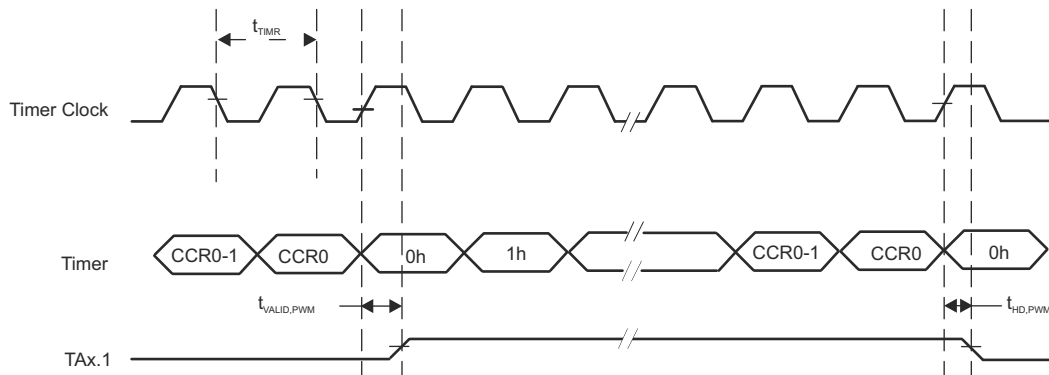 tTIMR
Timer Clock
Timer
CCR0-1
CCR0
0h
1h
CCR0-1
CCR0
0h
tVALID,PWM
tHD,PWM
TAx.1